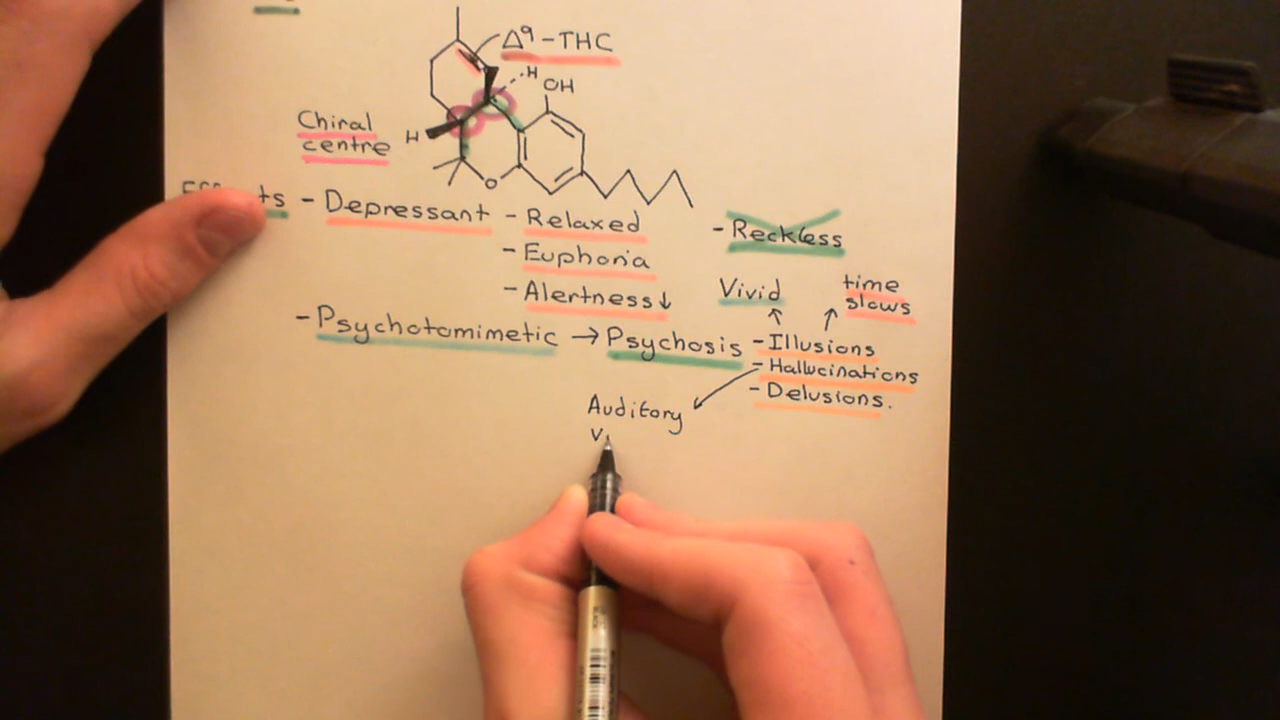 Δ⁹-THC
H
OH
Chiral
centre
H
O
- Depressant
- Relaxed
- Reckless
- Euphoria
- Alertness↓
Vivid
time
slows
- Psychotomimetic → Psychosis
- Illusions
- Hallucinations
- Delusions.
Auditory